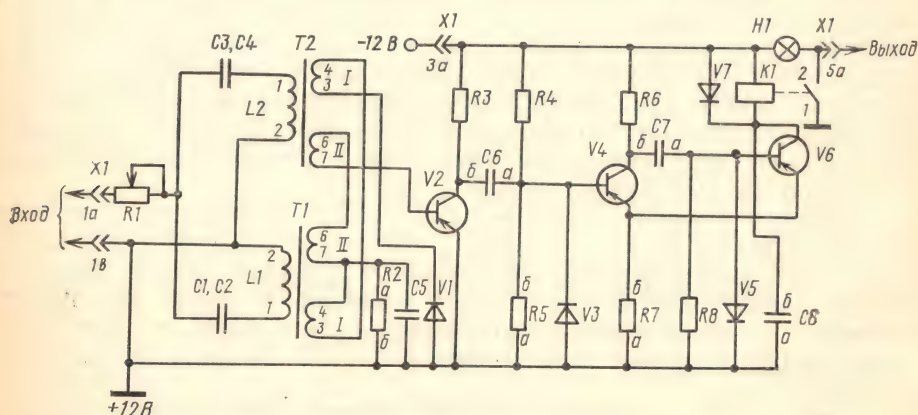 C3,C4 T2 -12 В X1 H1 X1
Выход
3а 5а
4 I
3
V7 K1 2
1
1
L2
2
R3 R4 R6
X1
6 II
7
C7
б а
V6
C6
б а
V2 V4
Вход
1а R1
T1
1в
6 II
7
2
L1
1
R2
а
б
C5 V1
C1, C2
4 I
3
б
R5
а
V3
б
R7
а
R8 V5
б
C8
а
+12В